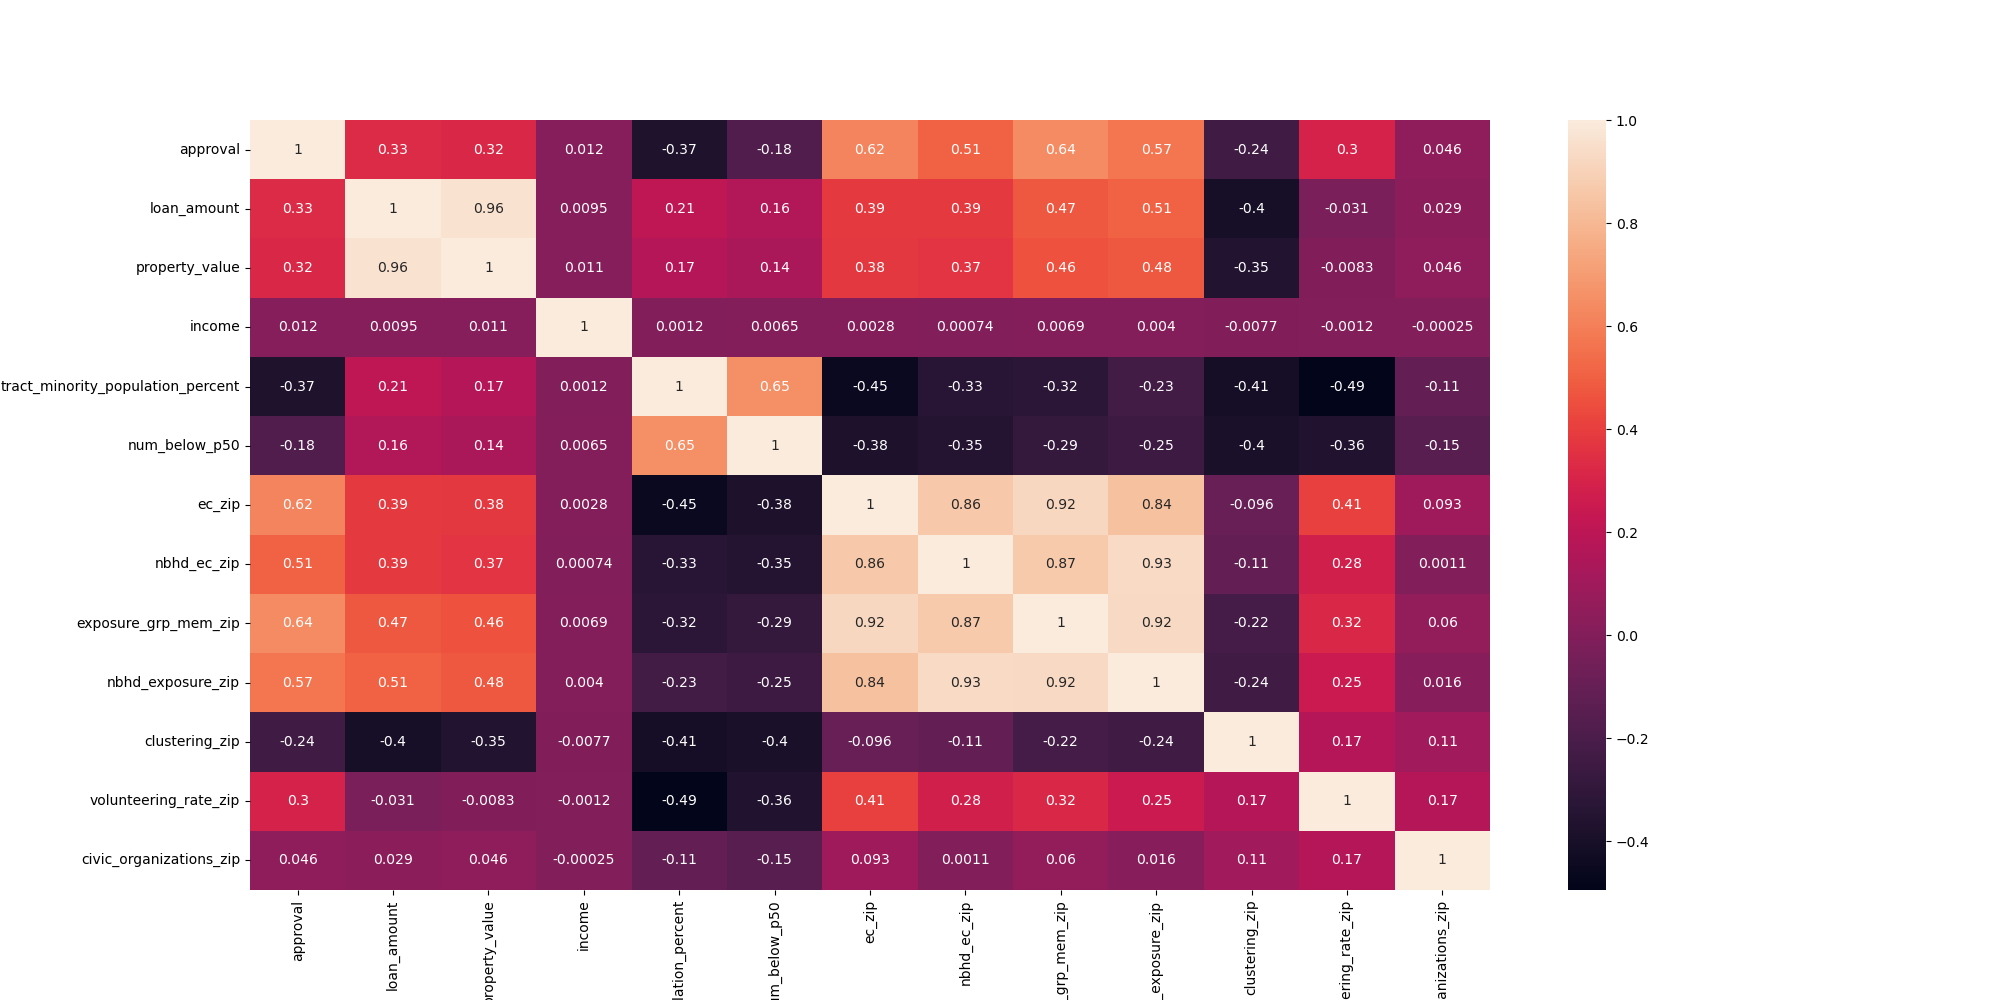 approval 1 0.33 0.32 0.012 -0.37 -0.18 0.62 0.51 0.64 0.57 -0.24 0.3 0.046
loan_amount 0.33 1 0.96 0.0095 0.21 0.16 0.39 0.39 0.47 0.51 -0.4 -0.031 0.029
property_value 0.32 0.96 1 0.011 0.17 0.14 0.38 0.37 0.46 0.48 -0.35 -0.0083 0.046
income 0.012 0.0095 0.011 1 0.0012 0.0065 0.0028 0.00074 0.0069 0.004 -0.0077 -0.0012 -0.00025
tract_minority_population_percent -0.37 0.21 0.17 0.0012 1 0.65 -0.45 -0.33 -0.32 -0.23 -0.41 -0.49 -0.11
num_below_p50 -0.18 0.16 0.14 0.0065 0.65 1 -0.38 -0.35 -0.29 -0.25 -0.4 -0.36 -0.15
ec_zip 0.62 0.39 0.38 0.0028 -0.45 -0.38 1 0.86 0.92 0.84 -0.096 0.41 0.093
nbhd_ec_zip 0.51 0.39 0.37 0.00074 -0.33 -0.35 0.86 1 0.87 0.93 -0.11 0.28 0.0011
exposure_grp_mem_zip 0.64 0.47 0.46 0.0069 -0.32 -0.29 0.92 0.87 1 0.92 -0.22 0.32 0.06
nbhd_exposure_zip 0.57 0.51 0.48 0.004 -0.23 -0.25 0.84 0.93 0.92 1 -0.24 0.25 0.016
clustering_zip -0.24 -0.4 -0.35 -0.0077 -0.41 -0.4 -0.096 -0.11 -0.22 -0.24 1 0.17 0.11
volunteering_rate_zip 0.3 -0.031 -0.0083 -0.0012 -0.49 -0.36 0.41 0.28 0.32 0.25 0.17 1 0.17
civic_organizations_zip 0.046 0.029 0.046 -0.00025 -0.11 -0.15 0.093 0.0011 0.06 0.016 0.11 0.17 1
approval
loan_amount
property_value
income
lation_percent
um_below_p50
ec_zip
nbhd_ec_zip
_grp_mem_zip
_exposure_zip
clustering_zip
ering_rate_zip
anizations_zip
1.0
0.8
0.6
0.4
0.2
0.0
−0.2
−0.4